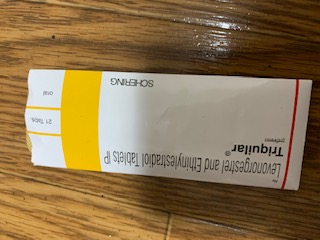 Levonorgestrel and Ethinylestradiol Tablets IP
Triquilar®
SCHERING
21 Tabs.
oral